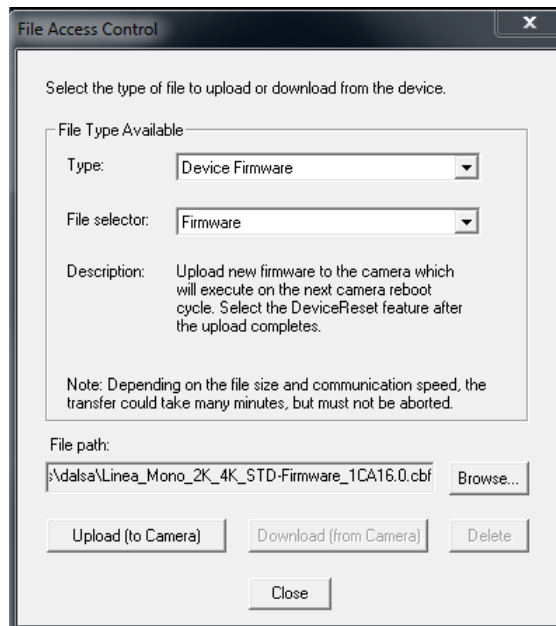 File Access Control
X
Select the type of file to upload or download from the device.
File Type Available
Type:
Device Firmware
File selector:
Firmware
Description:
Upload new firmware to the camera which
will execute on the next camera reboot
cycle. Select the DeviceReset feature after
the upload completes.
Note: Depending on the file size and communication speed, the
transfer could take many minutes, but must not be aborted.
File path:
:\dalsa\Linea_Mono_2K_4K_STD-Firmware_1CA16.0.cbf
Browse...
Upload (to Camera)
Download (from Camera)
Delete
Close